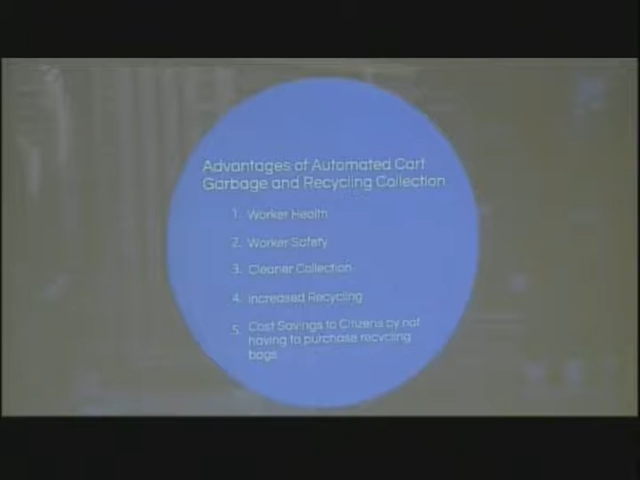 Advantages of Automated Cart
Garbage and Recycling Collection
1. Worker Health
2. Worker Safety
3. Cleaner Collection
4. Increased Recycling
5. Cost Savings to Citizens by not
having to purchase recycling
bags